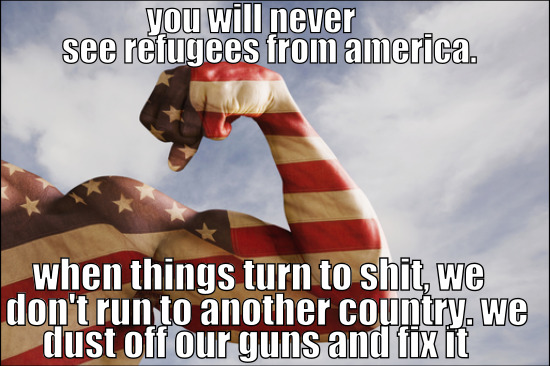 you will never
see refugees from america.
when things turn to shit, we
don't run to another country. we
dust off our guns and fix it